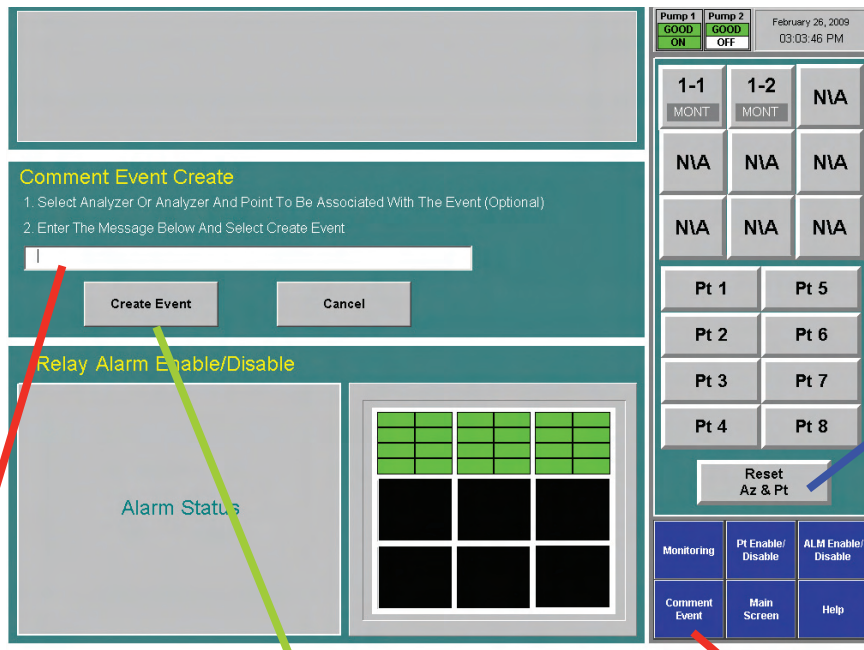 Pump 1 Pump 2
GOOD GOOD
ON OFF
February 26, 2009
03:03:46 PM
1-1 1-2 N\A
MONT MONT
N\A N\A N\A
N\A N\A N\A
Comment Event Create
1. Select Analyzer Or Analyzer And Point To Be Associated With The Event (Optional)
2. Enter The Message Below And Select Create Event
Create Event Cancel
Relay Alarm Enable/Disable
Alarm Status
Pt 1 Pt 5
Pt 2 Pt 6
Pt 3 Pt 7
Pt 4 Pt 8
Reset
Az & Pt
Monitoring Pt Enable/ ALM Enable/
Disable Disable
Comment Main Help
Event Screen